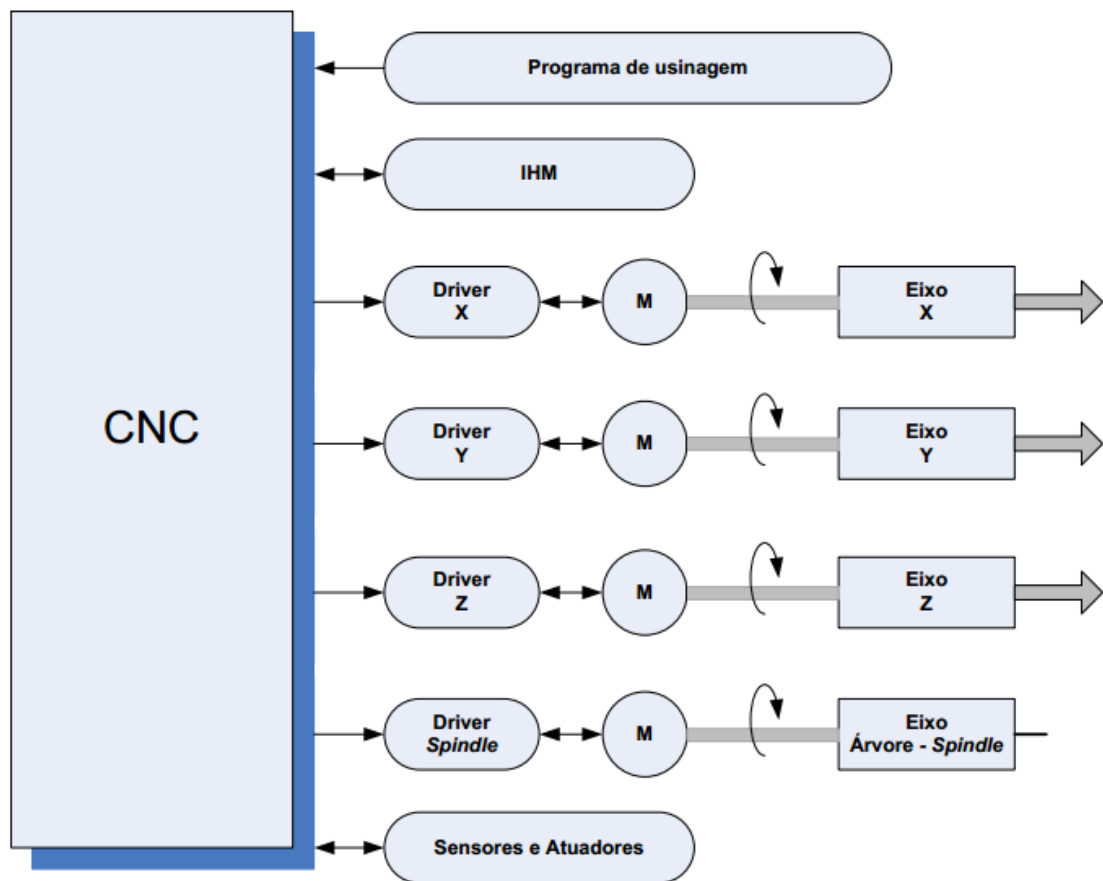 CNC
Programa de usinagem
IHM
Driver
X
M
Eixo
X
Driver
Y
M
Eixo
Y
Driver
Z
M
Eixo
Z
Driver
Spindle
M
Eixo
Árvore - Spindle
Sensores e Atuadores